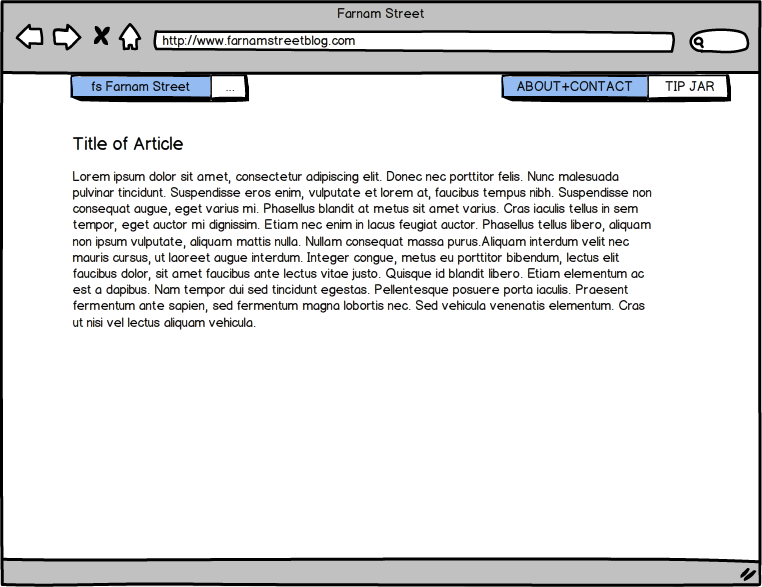 Farnam Street
http://www.farnamstreetblog.com
fs Farnam Street ... ABOUT+CONTACT TIP JAR
Title of Article
Lorem ipsum dolor sit amet, consectetur adipiscing elit. Donec nec porttitor felis. Nunc malesuada
pulvinar tincidunt. Suspendisse eros enim, vulputate et lorem at, faucibus tempus nibh. Suspendisse non
consequat augue, eget varius mi. Phasellus blandit at metus sit amet varius. Cras iaculis tellus in sem
tempor, eget auctor mi dignissim. Etiam nec enim in lacus feugiat auctor. Phasellus tellus libero, aliquam
non ipsum vulputate, aliquam mattis nulla. Nullam consequat massa purus.Aliquam interdum velit nec
mauris cursus, ut laoreet augue interdum. Integer congue, metus eu porttitor bibendum, lectus elit
faucibus dolor, sit amet faucibus ante lectus vitae justo. Quisque id blandit libero. Etiam elementum ac
est a dapibus. Nam tempor dui sed tincidunt egestas. Pellentesque posuere porta iaculis. Praesent
fermentum ante sapien, sed fermentum magna lobortis nec. Sed vehicula venenatis elementum. Cras
ut nisi vel lectus aliquam vehicula.